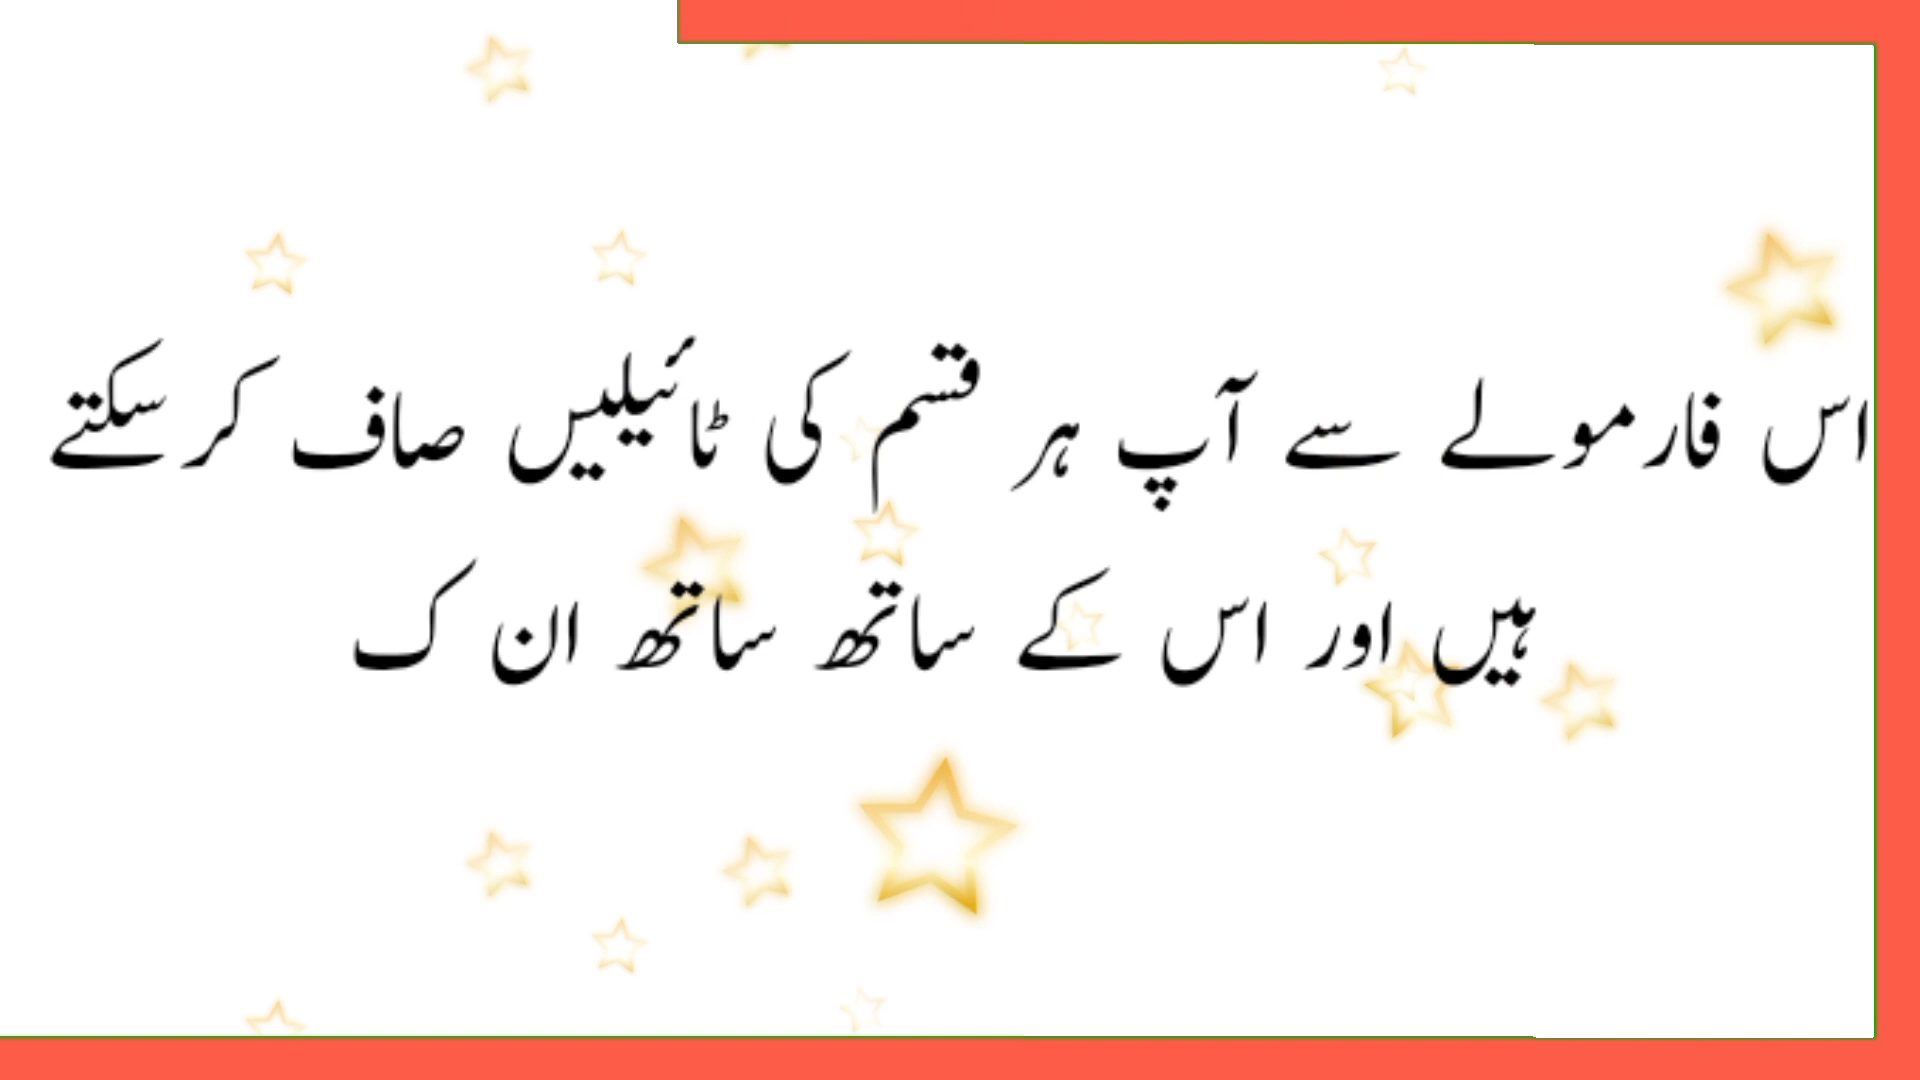 اس فارمولے سے آپ ہر قسم کی ٹائیلیں صاف کر سکتے
ہیں اور اس کے ساتھ ساتھ ان ک